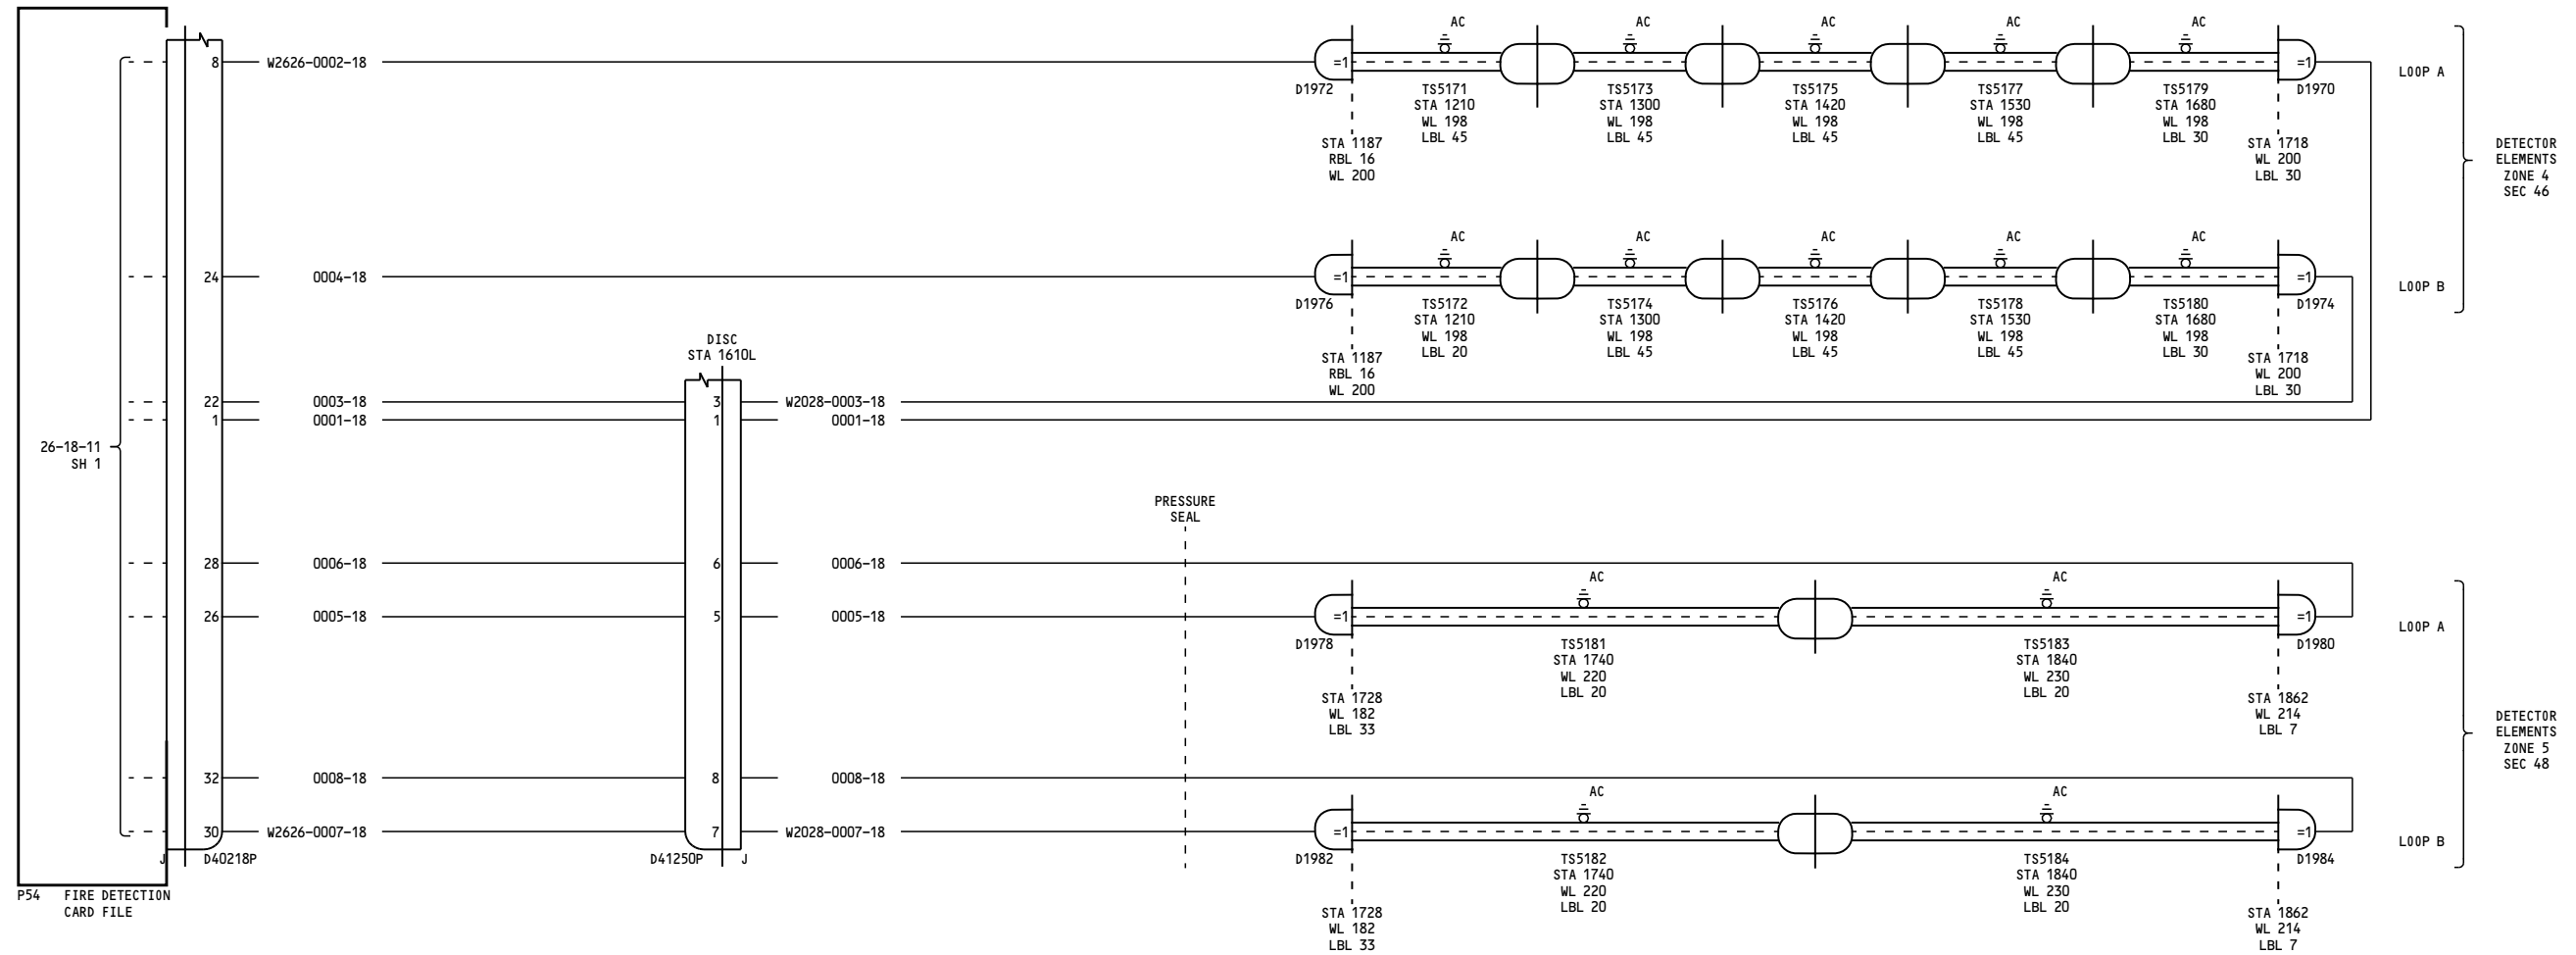 AC AC AC AC AC
8 W2626-0002-18 =1 =1
LOOP A
D1972 TS5171 TS5173 TS5175 TS5177 TS5179 D1970
STA 1210 STA 1300 STA 1420 STA 1530 STA 1680
WL 198 WL 198 WL 198 WL 198 WL 198
LBL 45 LBL 45 LBL 45 LBL 45 LBL 30
STA 1187 STA 1718
RBL 16 WL 200
WL 200 LBL 30
DETECTOR
ELEMENTS
ZONE 4
SEC 46
AC AC AC AC AC
24 0004-18 =1 =1
LOOP B
D1976 TS5172 TS5174 TS5176 TS5178 TS5180 D1974
STA 1210 STA 1300 STA 1420 STA 1530 STA 1680
WL 198 WL 198 WL 198 WL 198 WL 198
LBL 20 LBL 45 LBL 45 LBL 45 LBL 30
STA 1187 STA 1718
RBL 16 WL 200
WL 200 LBL 30
DISC
STA 1610L
22 0003-18 3 W2028-0003-18
1 0001-18 1 0001-18
26-18-11
SH 1
PRESSURE
SEAL
28 0006-18 6 0006-18
AC AC
26 0005-18 5 0005-18 =1 =1
LOOP A
D1978 TS5181 TS5183 D1980
STA 1740 STA 1840
WL 220 WL 230
LBL 20 LBL 20
STA 1728 STA 1862
WL 182 WL 214
LBL 33 LBL 7
DETECTOR
ELEMENTS
ZONE 5
SEC 48
32 0008-18 8 0008-18
AC AC
30 W2626-0007-18 7 W2028-0007-18 =1 =1
LOOP B
J D40218P D41250P J D1982 TS5182 TS5184 D1984
STA 1740 STA 1840
WL 220 WL 230
LBL 20 LBL 20
STA 1728 STA 1862
WL 182 WL 214
LBL 33 LBL 7
P54 FIRE DETECTION
CARD FILE